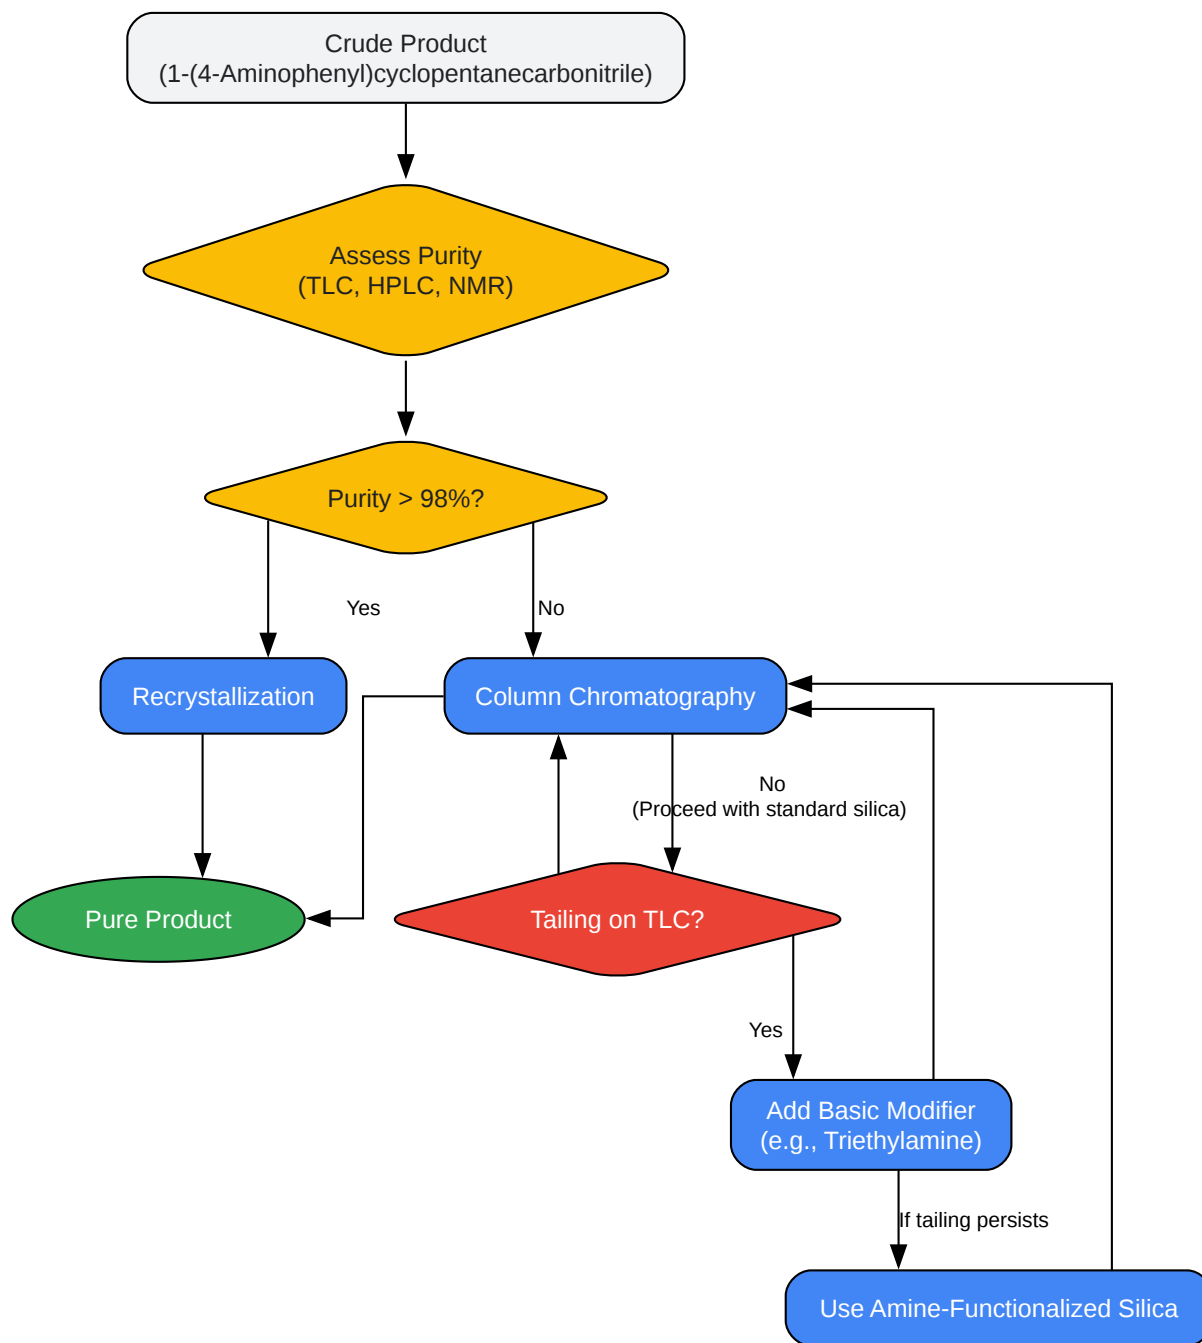 Crude Product
(1-(4-Aminophenyl)cyclopentanecarbonitrile)
Assess Purity
(TLC, HPLC, NMR)
Purity > 98%?
Yes
No
Recrystallization
Column Chromatography
No
(Proceed with standard silica)
Pure Product
Tailing on TLC?
Yes
Add Basic Modifier
(e.g., Triethylamine)
If tailing persists
Use Amine-Functionalized Silica